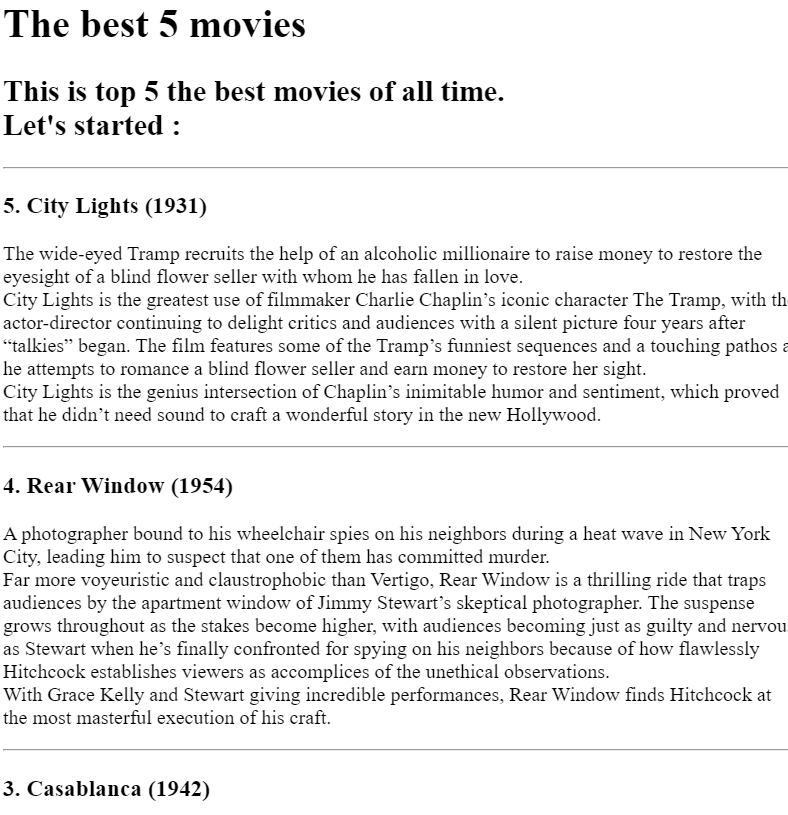 The best 5 movies
This is top 5 the best movies of all time.
Let's started :
5. City Lights (1931)
The wide-eyed Tramp recruits the help of an alcoholic millionaire to raise money to restore the
eyesight of a blind flower seller with whom he has fallen in love.
City Lights is the greatest use of filmmaker Charlie Chaplin’s iconic character The Tramp, with
actor-director continuing to delight critics and audiences with a silent picture four years after
“talkies” began. The film features some of the Tramp’s funniest sequences and a touching pathos
he attempts to romance a blind flower seller and earn money to restore her sight.
City Lights is the genius intersection of Chaplin’s inimitable humor and sentiment, which proved
that he didn’t need sound to craft a wonderful story in the new Hollywood.
4. Rear Window (1954)
A photographer bound to his wheelchair spies on his neighbors during a heat wave in New York
City, leading him to suspect that one of them has committed murder.
Far more voyeuristic and claustrophobic than Vertigo, Rear Window is a thrilling ride that traps
audiences by the apartment window of Jimmy Stewart’s skeptical photographer. The suspense
grows throughout as the stakes become higher, with audiences becoming just as guilty and
as Stewart when he’s finally confronted for spying on his neighbors because of how flawlessly
Hitchcock establishes viewers as accomplices of the unethical observations.
With Grace Kelly and Stewart giving incredible performances, Rear Window finds Hitchcock at
the most masterful execution of his craft.
3. Casablanca (1942)